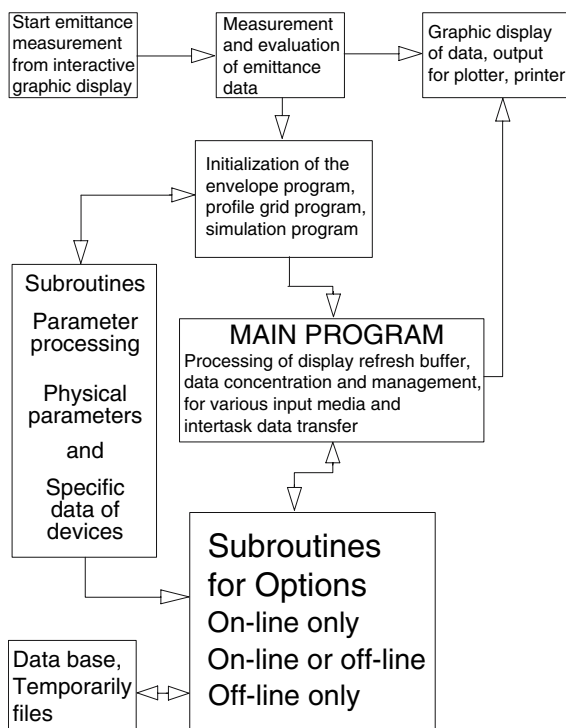 Start emittance
measurement
from interactive
graphic display
Measurement
and evaluation
of emittance
data
Graphic display
of data, output
for plotter, printer
Initialization of the
envelope program,
profile grid program,
simulation program
Subroutines
Parameter
processing
Physical
parameters
and
Specific
data of
devices
MAIN PROGRAM
Processing of display refresh buffer,
data concentration and management,
for various input media and
intertask data transfer
Subroutines
for Options
On-line only
On-line or off-line
Off-line only
Data base,
Temporarily
files